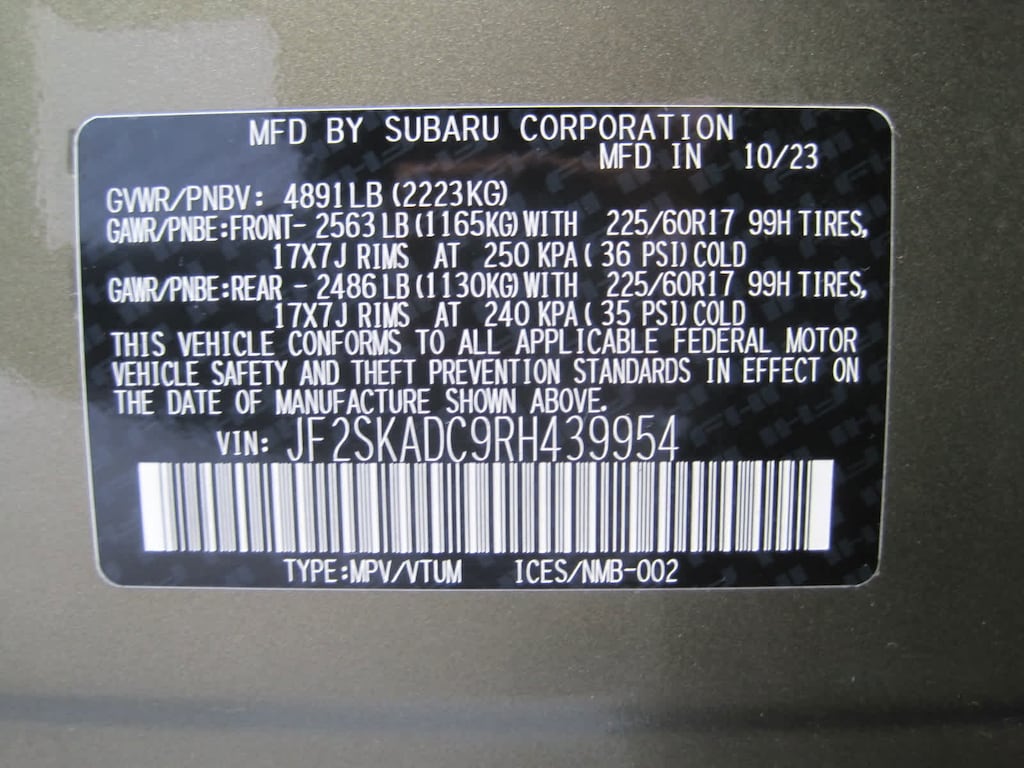 MFD BY SUBARU CORPORATION
MFD IN 10/23
GVWR/PNBV: 4891LB (2223KG)
GAWR/PNBE:FRONT- 2563LB (1165KG)WITH 225/60R17 99H TIRES,
17X7J RIMS AT 250 KPA( 36 PSI)COLD
GAWR/PNBE:REAR - 2486LB (1130KG)WITH 225/60R17 99H TIRES,
17X7J RIMS AT 240 KPA( 35 PSI)COLD
THIS VEHICLE CONFORMS TO ALL APPLICABLE FEDERAL MOTOR
VEHICLE SAFETY AND THEFT PREVENTION STANDARDS IN EFFECT ON
THE DATE OF MANUFACTURE SHOWN ABOVE.
VIN: JF2SKADC9RH439954
TYPE:MPV/VTUM ICES/NMB-002